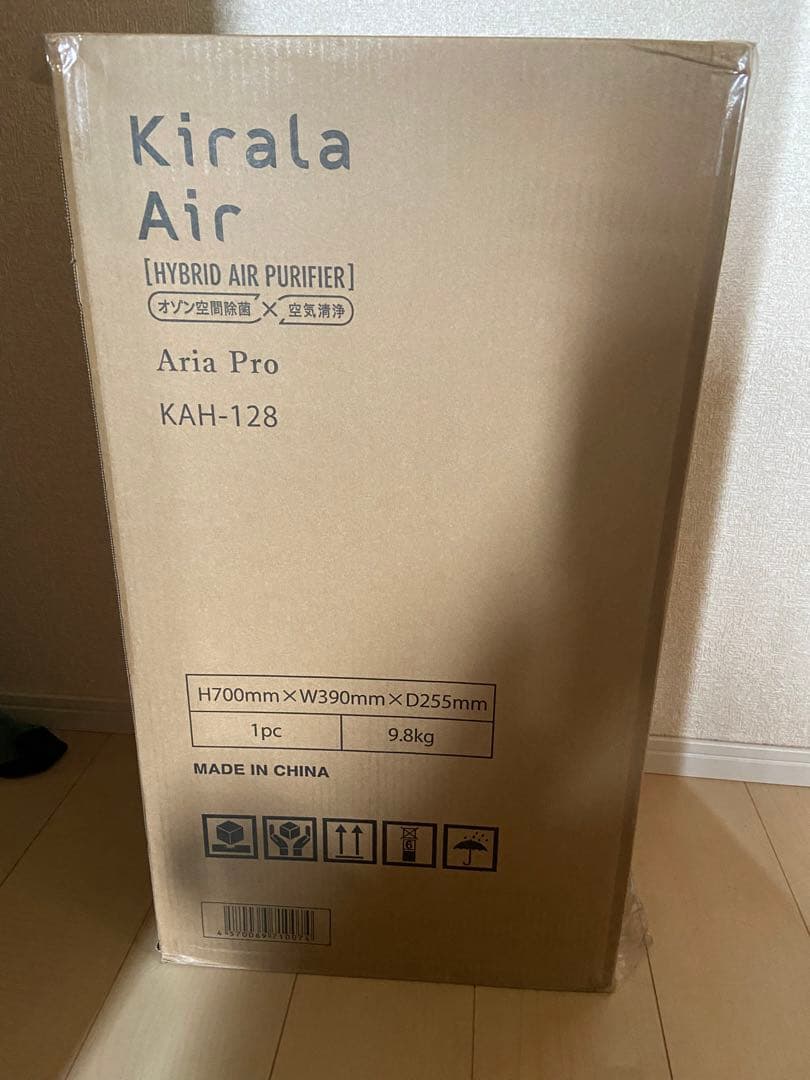 Kirala
Air
[HYBRID AIR PURIFIER]
オゾン空間除菌×空気清浄
Aria Pro
KAH-128
H700mm×W390mm×D255mm
1pc 9.8kg
MADE IN CHINA
6